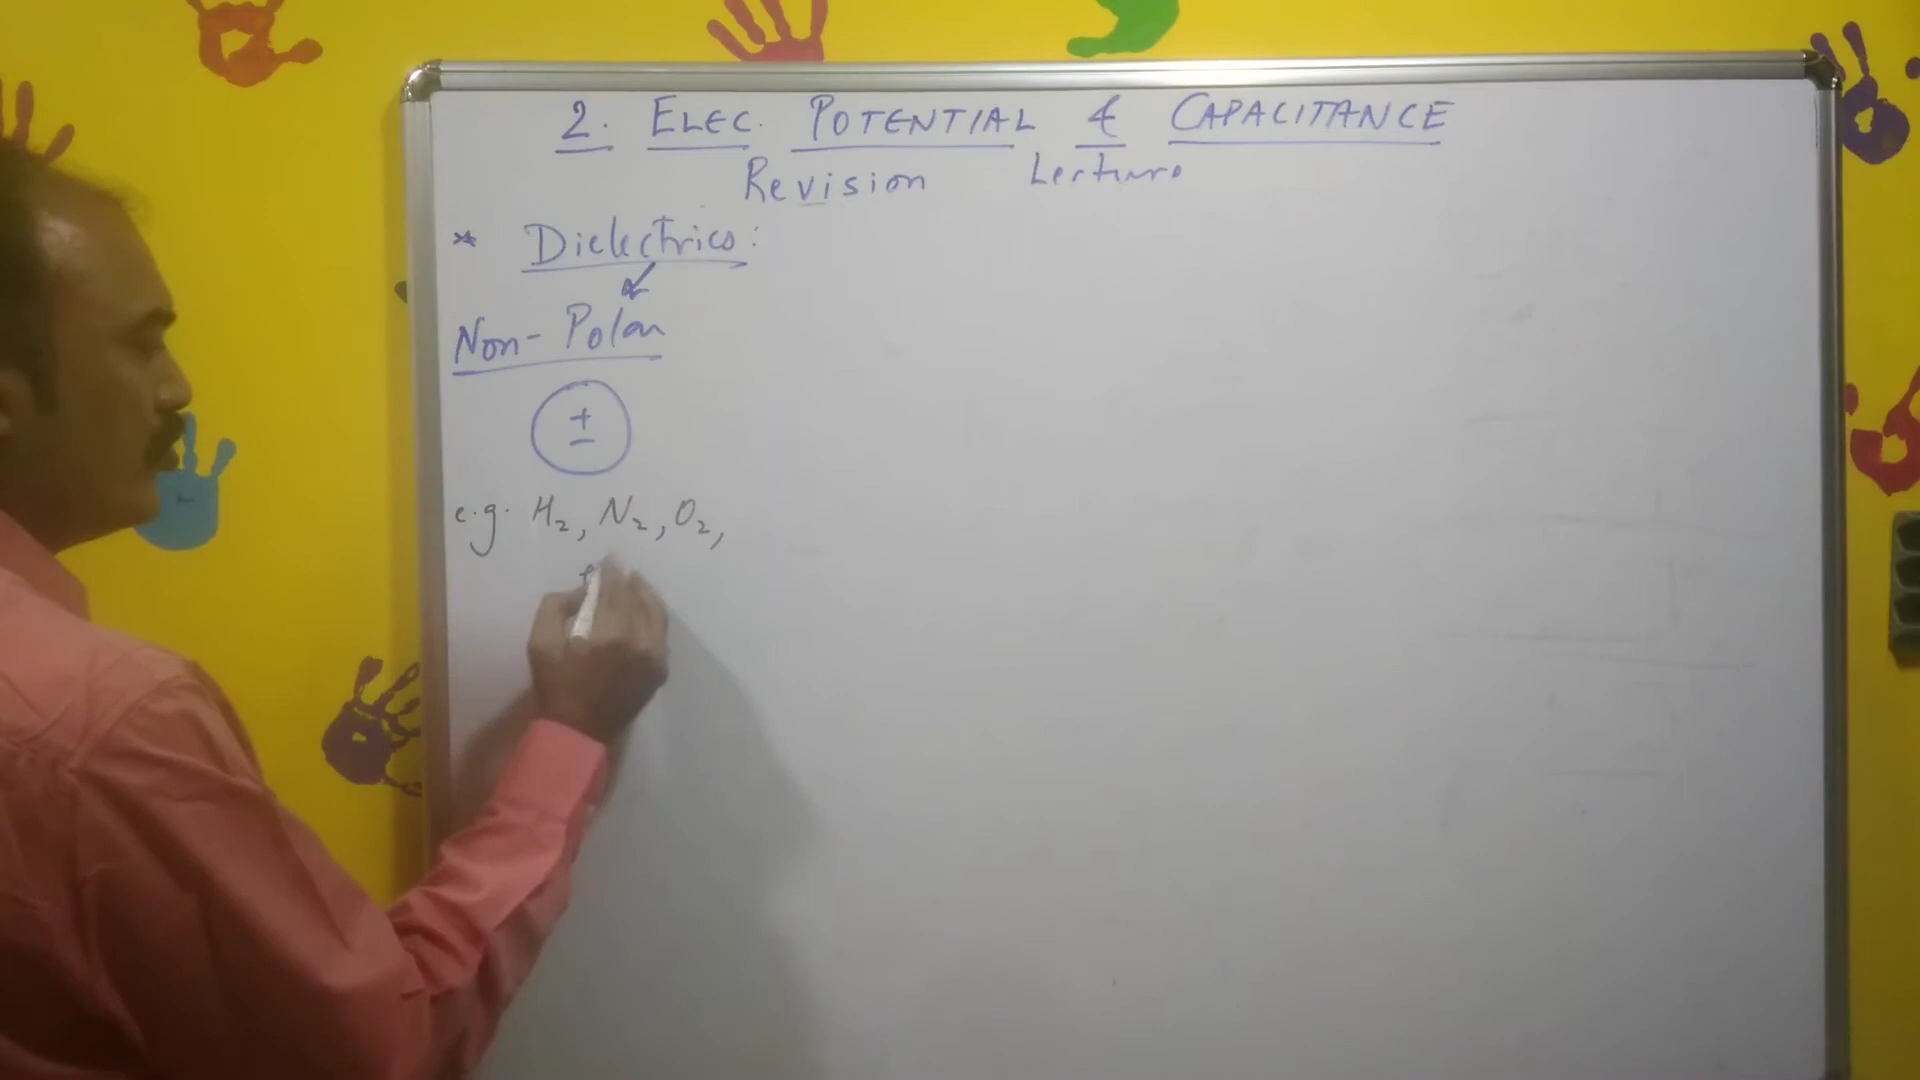 2. ELEC. POTENTIAL & CAPACITANCE
Revision Lecture
* Dielectrics:
Non-Polar
+
-
e.g. H₂, N₂, O₂,